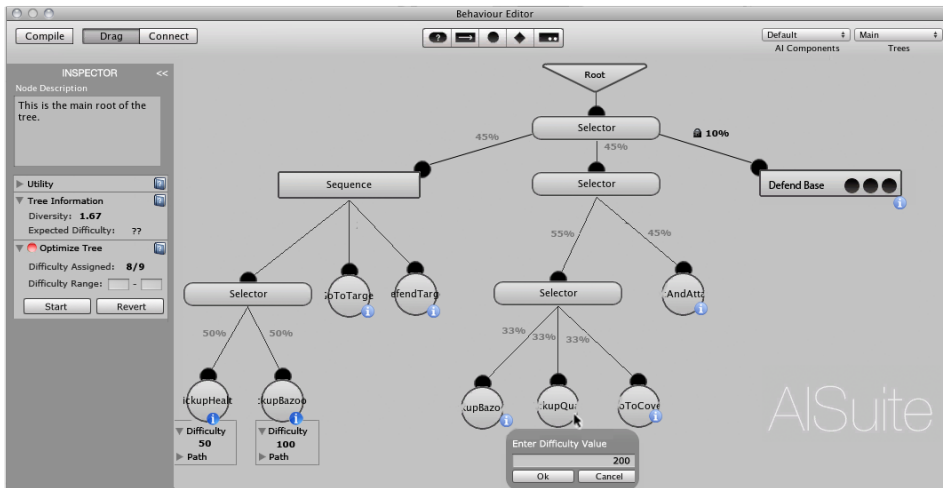 Behaviour Editor
Compile
Drag
Connect
?
Default
Main
AI Components
Trees
INSPECTOR
<<
Node Description
This is the main root of the
tree.
Utility
?
Tree Information
?
Diversity: 1.67
Expected Difficulty: ??
Optimize Tree
?
Difficulty Assigned: 8/9
Difficulty Range: -
Start
Revert
Root
Selector
45%
45%
10%
Sequence
Selector
Defend Base
i
55%
45%
Selector
oToTarge
i
efendTarg
i
Selector
cAndAtta
i
50%
50%
33%
33%
33%
ickupHealt
i
kupBazoo
i
kupBazo
i
ckupQua
oToCove
i
Difficulty
50
Path
Difficulty
100
Path
Enter Difficulty Value
200
Ok
Cancel
AISuite